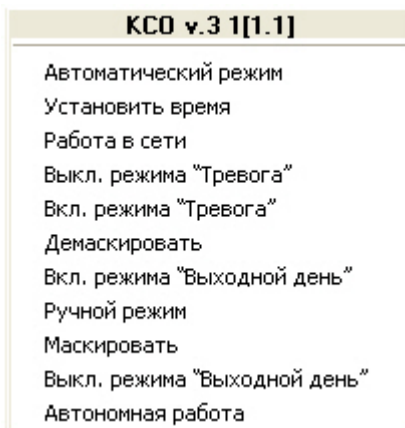 КСО v.3 1[1.1]
Автоматический режим
Установить время
Работа в сети
Выкл. режима "Тревога"
Вкл. режима "Тревога"
Демаскировать
Вкл. режима "Выходной день"
Ручной режим
Маскировать
Выкл. режима "Выходной день"
Автономная работа